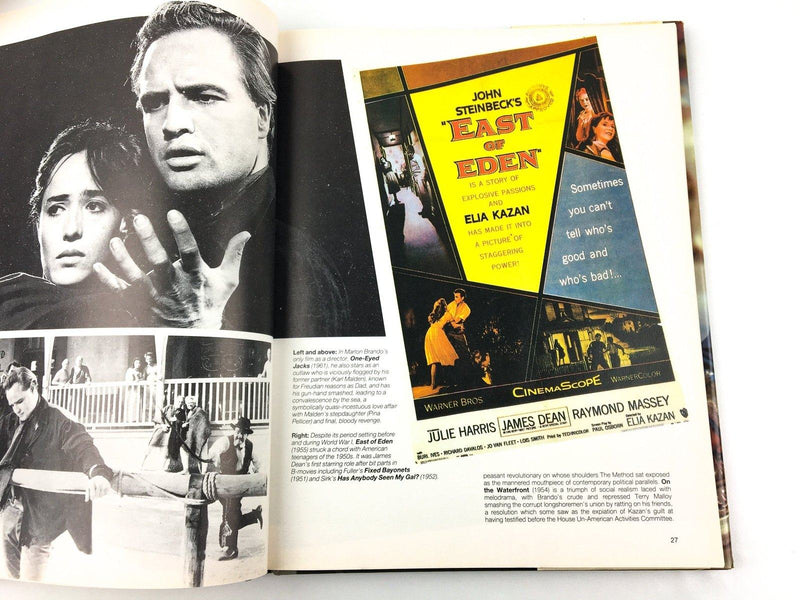 JOHN
STEINBECK'S
"EAST
OF
EDEN"
IS A STORY OF
EXPLOSIVE PASSIONS
AND
ELIA KAZAN
HAS MADE IT INTO
A PICTURE OF
STAGGERING
POWER!
Sometimes
you can't
tell who's
good and
who's bad!...
WARNER BROS
CINEMASCOPE
WARNERCOLOR
JULIE HARRIS JAMES DEAN RAYMOND MASSEY
BURL IVES · RICHARD DAVALOS · JO VAN FLEET · LOIS SMITH · PRINT BY TECHNICOLOR
Screen Play by PAUL OSBORN
Directed by ELIA KAZAN
Left and above: In Marlon Brando's
only film as a director, One-Eyed
Jacks (1961), he also stars as an
outlaw who is viciously flogged by his
former partner (Karl Malden), known
for Freudian reasons as Dad, and has
his gun-hand smashed, leading to a
convalescence by the sea, a
symbolically quasi-incestuous love affair
with Malden's stepdaughter (Pina
Pellicer) and final, bloody revenge.
Right: Despite its period setting before
and during World War I, East of Eden
(1955) struck a chord with American
teenagers of the 1950s. It was James
Dean's first starring role after bit parts in
B-movies including Fuller's Fixed Bayonets
(1951) and Sirk's Has Anybody Seen My Gal? (1952).
peasant revolutionary on whose shoulders The Method sat exposed
as the mannered mouthpiece of contemporary political parallels. On
the Waterfront (1954) is a triumph of social realism laced with
melodrama, with Brando's crude and repressed Terry Malloy
smashing the corrupt longshoremen's union by ratting on his friends,
a resolution which some saw as the expiation of Kazan's guilt at
having testified before the House Un-American Activities Committee.
27